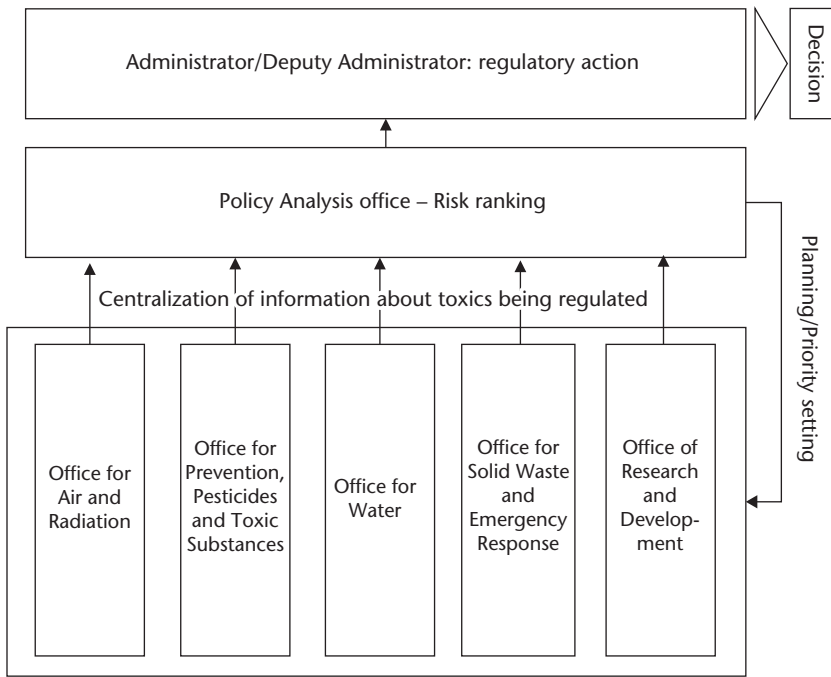 Administrator/Deputy Administrator: regulatory action
Decision
Policy Analysis office – Risk ranking
Planning/Priority setting
Centralization of information about toxics being regulated
Office for
Air and
Radiation
Office for
Prevention,
Pesticides
and Toxic
Substances
Office for
Water
Office for
Solid Waste
and
Emergency
Response
Office of
Research
and
Develop-
ment